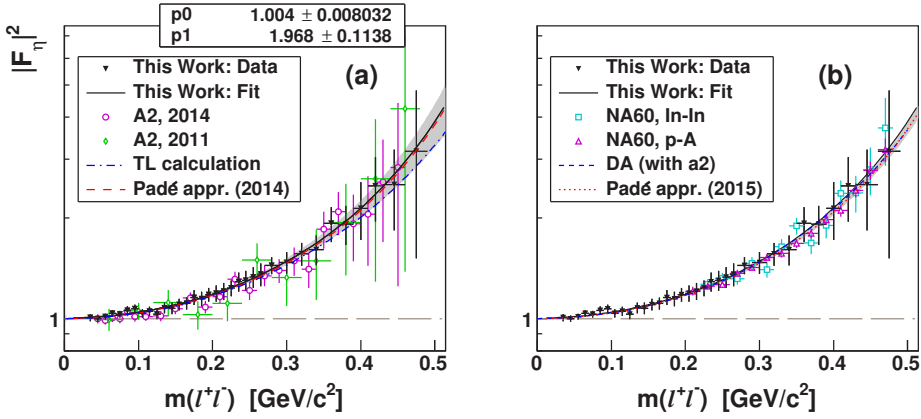 p0 1.004 ± 0.008032
p1 1.968 ± 0.1138
|F_η|²
(a)
This Work: Data
This Work: Fit
A2, 2014
A2, 2011
TL calculation
Padé appr. (2014)
1
0 0.1 0.2 0.3 0.4 0.5
m(l⁺l⁻) [GeV/c²]
(b)
This Work: Data
This Work: Fit
NA60, In-In
NA60, p-A
DA (with a2)
Padé appr. (2015)
1
0 0.1 0.2 0.3 0.4 0.5
m(l⁺l⁻) [GeV/c²]